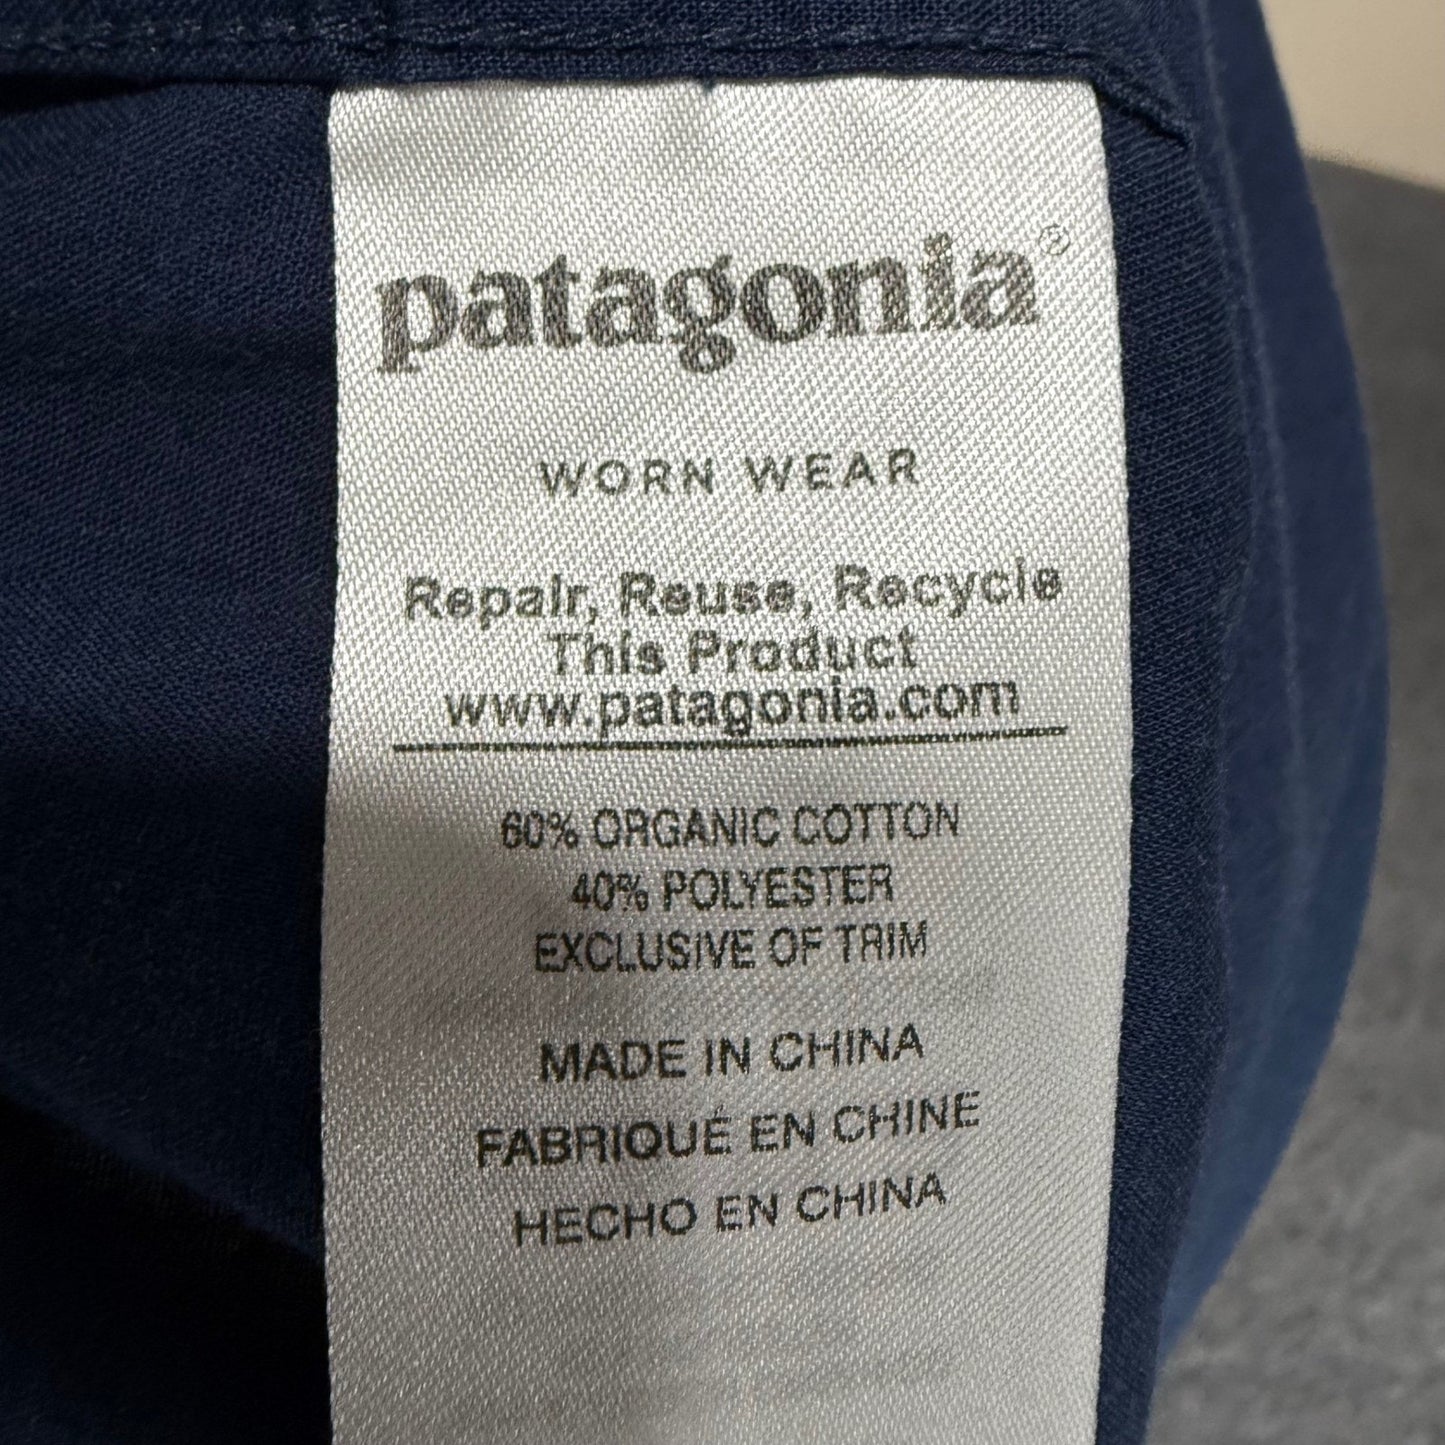 patagonia®
WORN WEAR
Repair, Reuse, Recycle
This Product
www.patagonia.com
60% ORGANIC COTTON
40% POLYESTER
EXCLUSIVE OF TRIM
MADE IN CHINA
FABRIQUÉ EN CHINE
HECHO EN CHINA